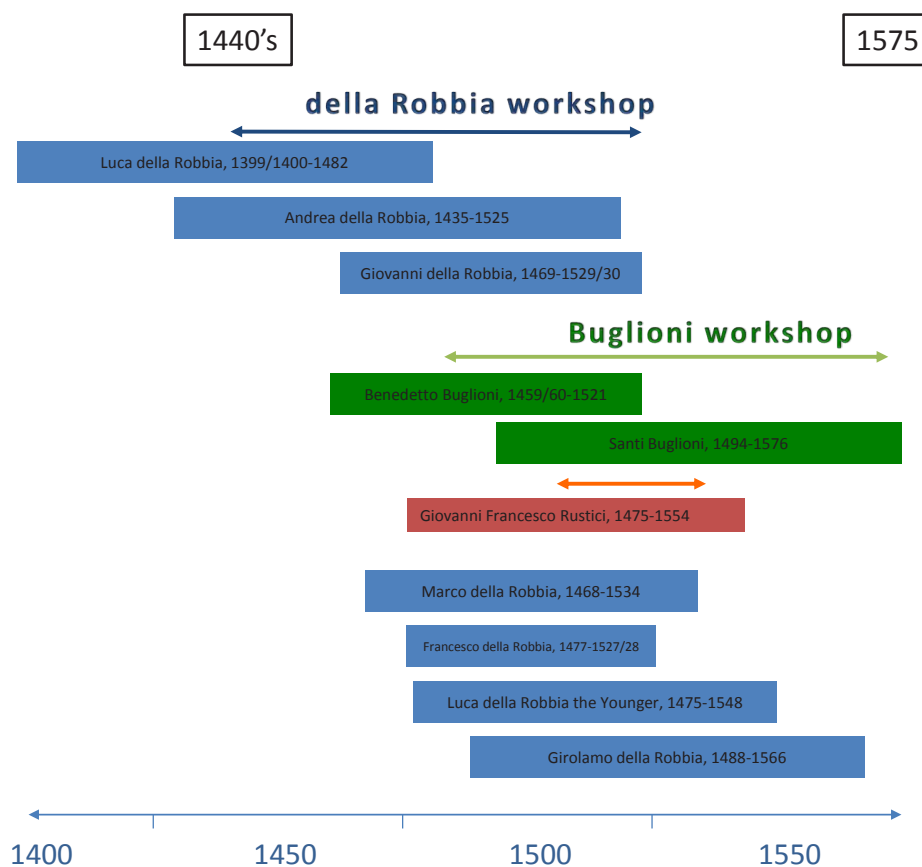 1440's
1575
della Robbia workshop
Luca della Robbia, 1399/1400-1482
Andrea della Robbia, 1435-1525
Giovanni della Robbia, 1469-1529/30
Buglioni workshop
Benedetto Buglioni, 1459/60-1521
Santi Buglioni, 1494-1576
Giovanni Francesco Rustici, 1475-1554
Marco della Robbia, 1468-1534
Francesco della Robbia, 1477-1527/28
Luca della Robbia the Younger, 1475-1548
Girolamo della Robbia, 1488-1566
1400
1450
1500
1550